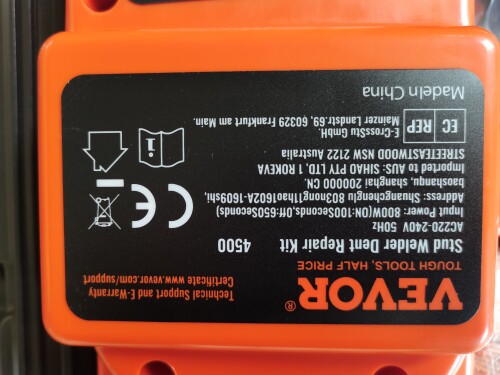 VEVOR®
TOUGH TOOLS, HALF PRICE
Technical Support and E-Warranty
Certificate www.vevor.com/support
Stud Welder Dent Repair Kit 4500
AC220-240V 50Hz
Input Power: 800W(ON:100Seconds,Off:650Seconds)
Address: Shuangchenglu 803nong11hao1602A-1609shi,
baoshanqu, shanghai 200000 CN.
Imported to AUS: SIHAO PTY LTD, 1 ROKEVA
STREETEASTWOOD NSW 2122 Australia
EC REP
E-CrossStu GmbH.
Mainzer Landstr.69, 60329 Frankfurt am Main.
CE
MadeIn China